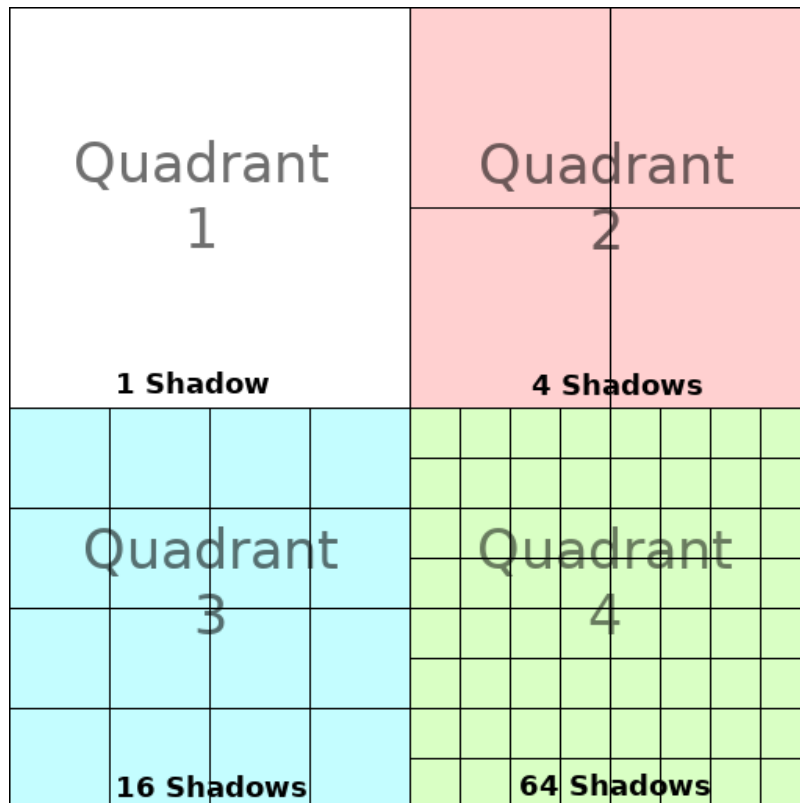 Quadrant
1
1 Shadow
Quadrant
2
4 Shadows
Quadrant
3
16 Shadows
Quadrant
4
64 Shadows